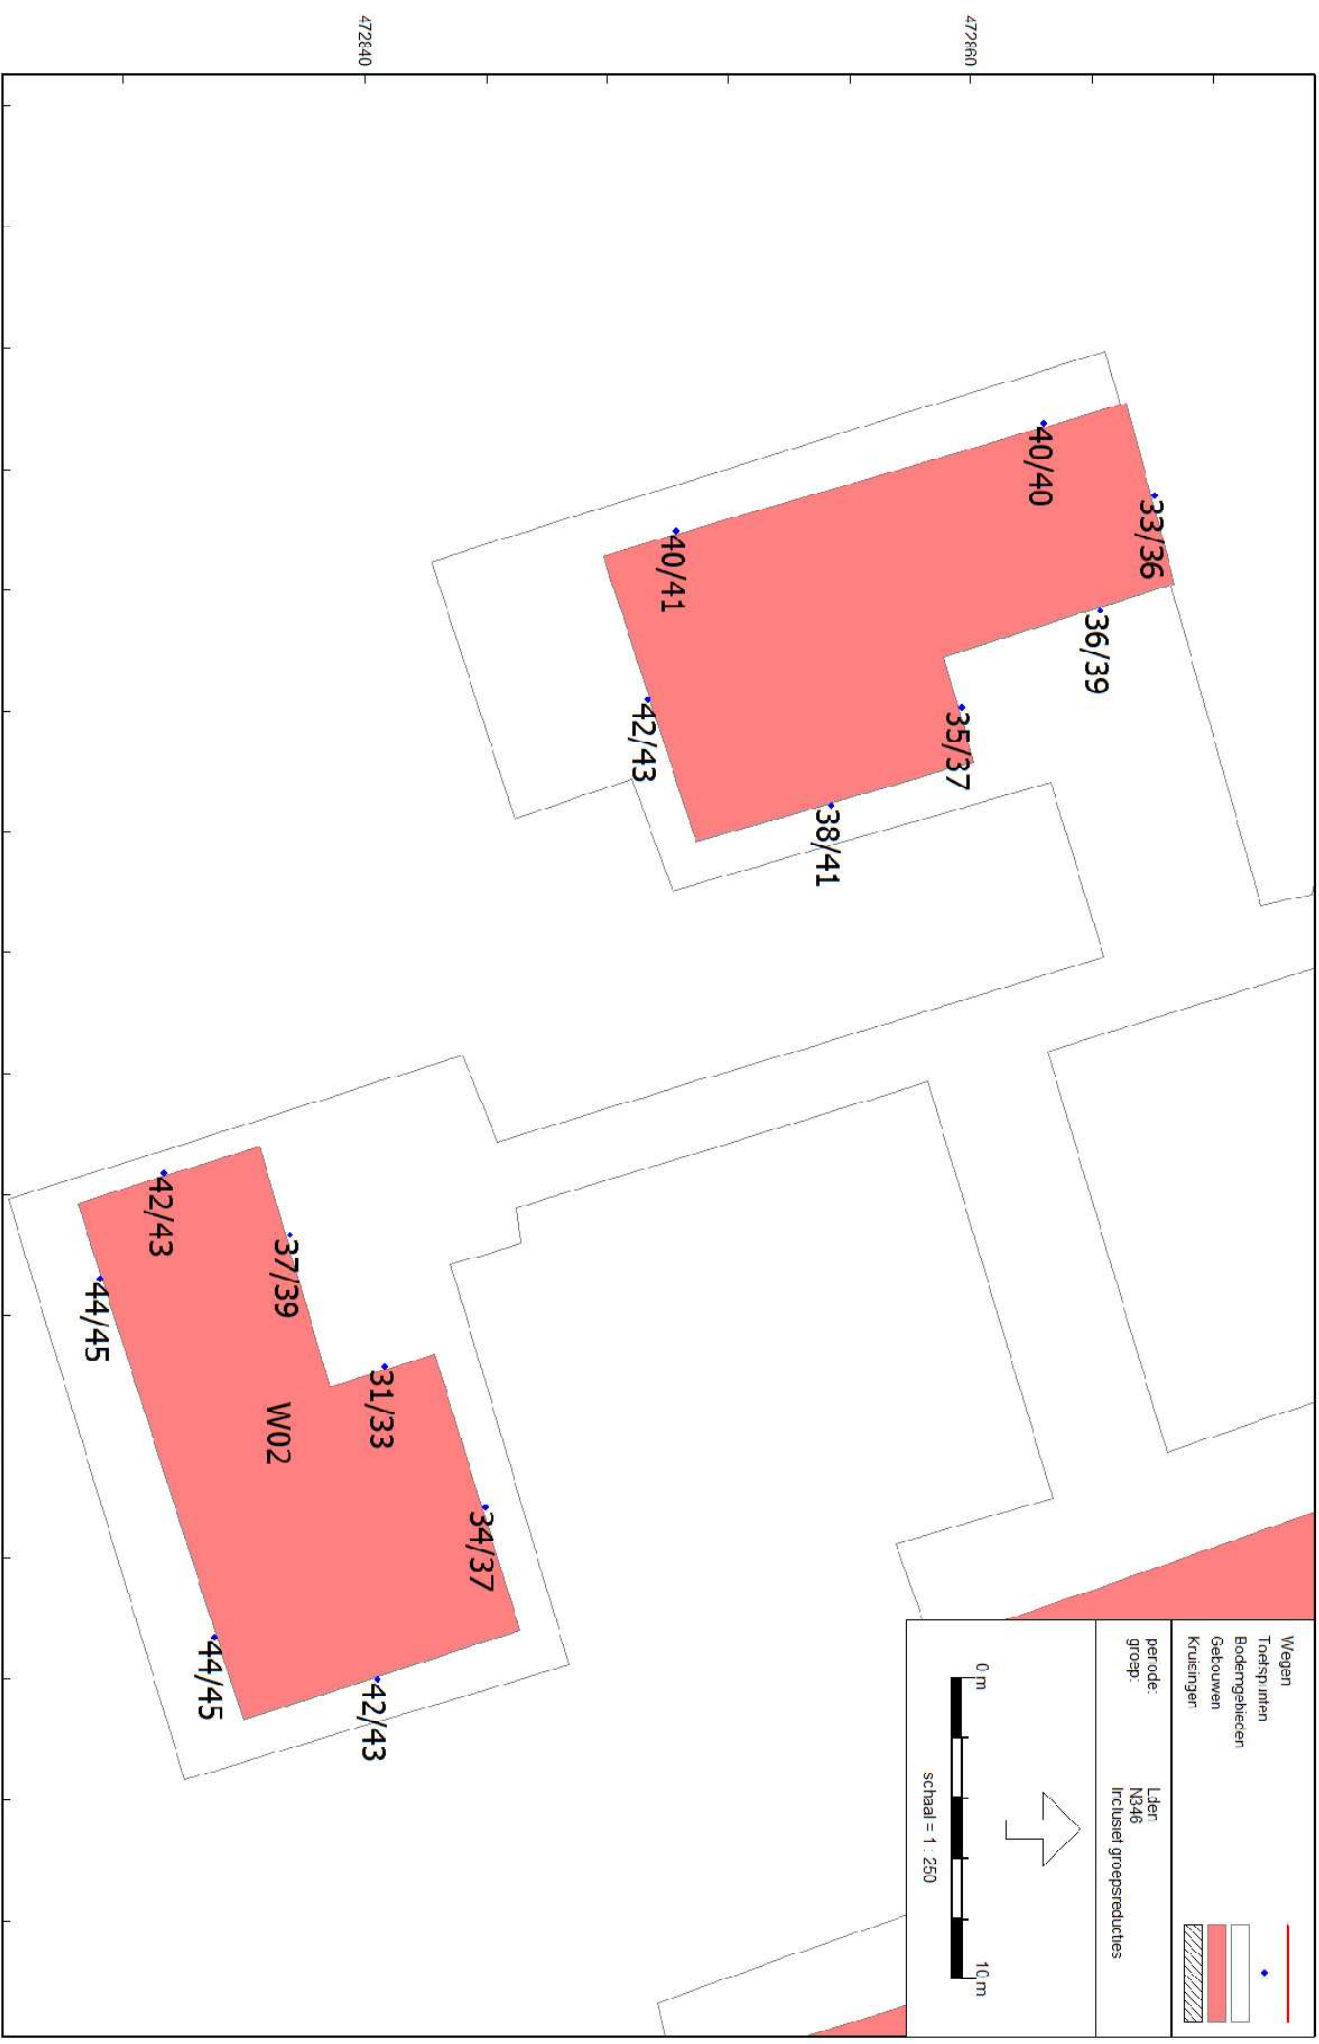 472840
472860
33/36
40/40
36/39
40/41
35/37
42/43
38/41
42/43
37/39
44/45
31/33
W02
34/37
44/45
42/43
Wegen
Toetspunten
Bodemgebieden
Gebouwen
Kruisingen
periode: Lden
groep: N346
Inclusief groepsreducties
0 m 10 m
schaal = 1 : 250